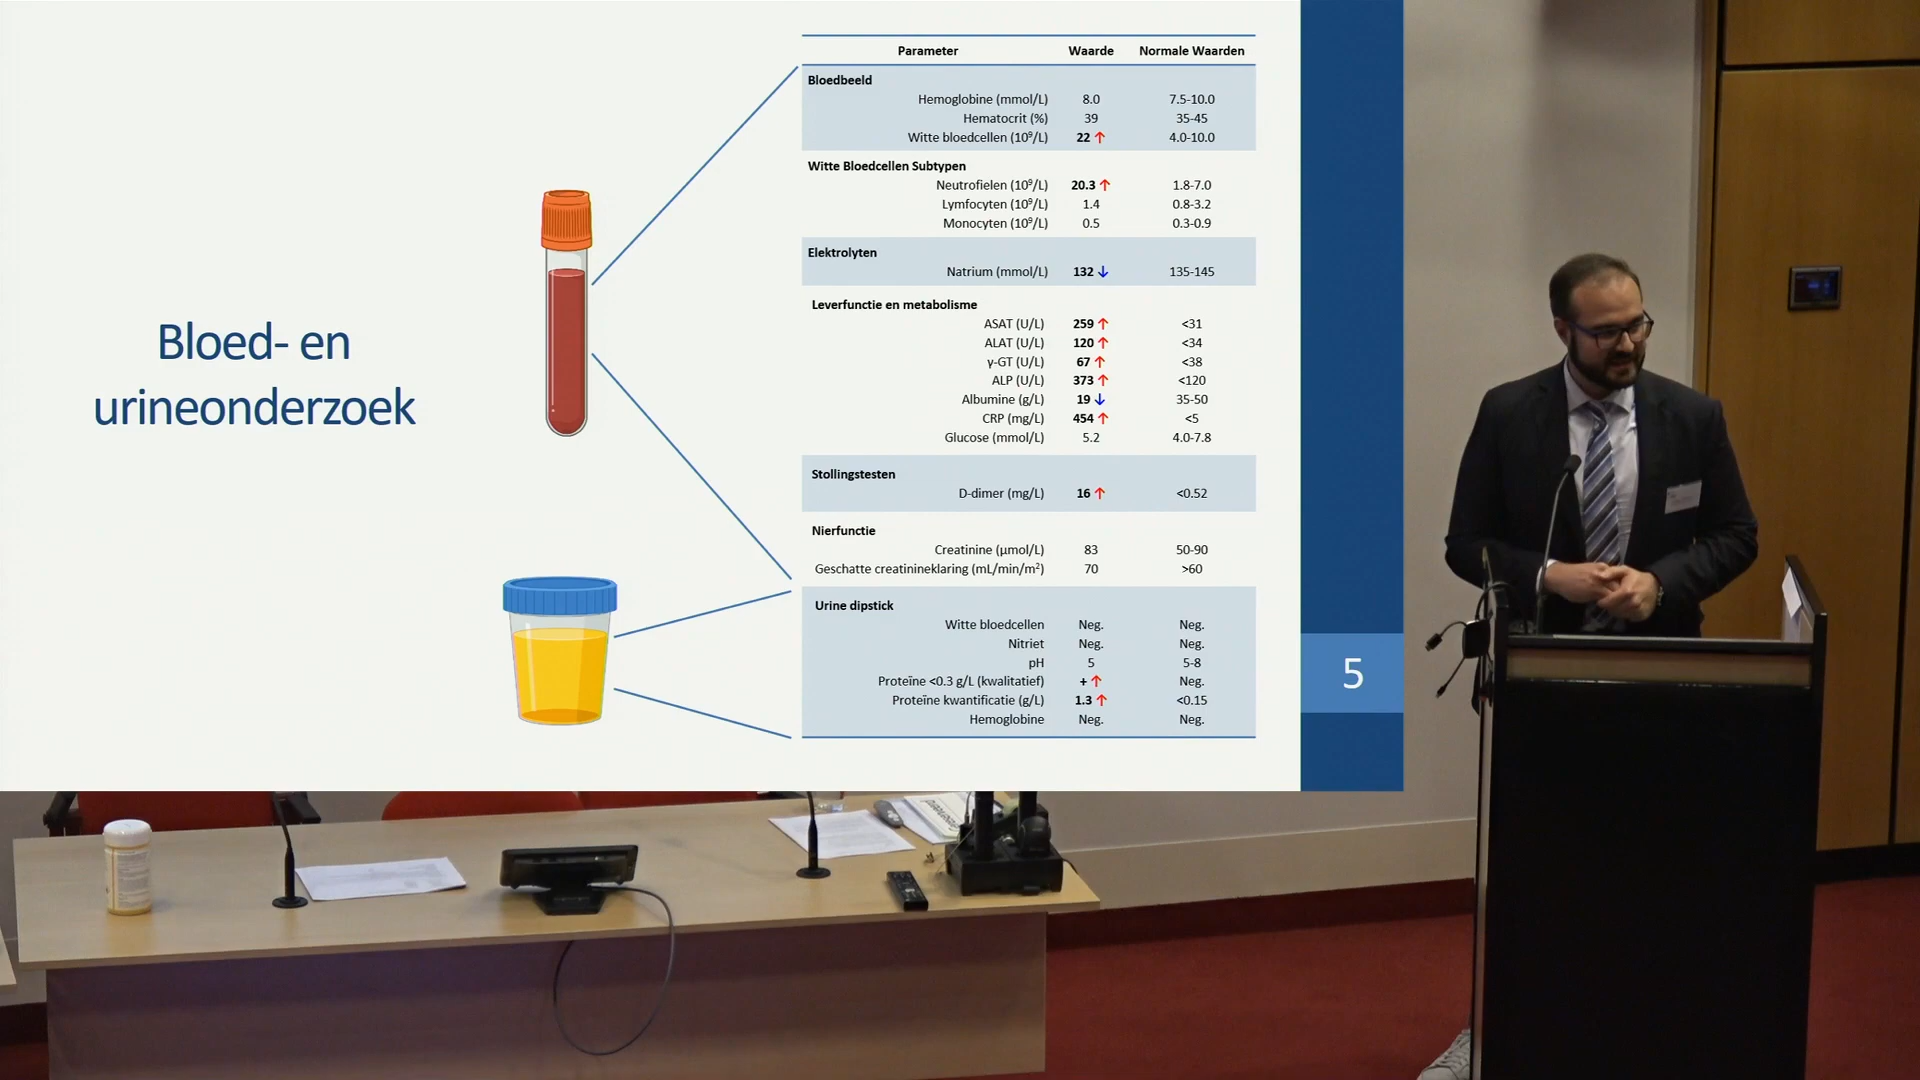 Bloed- en
urineonderzoek
Parameter Waarde Normale Waarden
Bloedbeeld
Hemoglobine (mmol/L) 8.0 7.5-10.0
Hematocrit (%) 39 35-45
Witte bloedcellen (10⁹/L) 22 ↑ 4.0-10.0
Witte Bloedcellen Subtypen
Neutrofielen (10⁹/L) 20.3 ↑ 1.8-7.0
Lymfocyten (10⁹/L) 1.4 0.8-3.2
Monocyten (10⁹/L) 0.5 0.3-0.9
Elektrolyten
Natrium (mmol/L) 132 ↓ 135-145
Leverfunctie en metabolisme
ASAT (U/L) 259 ↑ <31
ALAT (U/L) 120 ↑ <34
γ-GT (U/L) 67 ↑ <38
ALP (U/L) 373 ↑ <120
Albumine (g/L) 19 ↓ 35-50
CRP (mg/L) 454 ↑ <5
Glucose (mmol/L) 5.2 4.0-7.8
Stollingstesten
D-dimer (mg/L) 16 ↑ <0.52
Nierfunctie
Creatinine (µmol/L) 83 50-90
Geschatte creatinineklaring (mL/min/m²) 70 >60
Urine dipstick
Witte bloedcellen Neg. Neg.
Nitriet Neg. Neg.
pH 5 5-8
Proteïne <0.3 g/L (kwalitatief) + ↑ Neg.
Proteïne kwantificatie (g/L) 1.3 ↑ <0.15
Hemoglobine Neg. Neg.
5